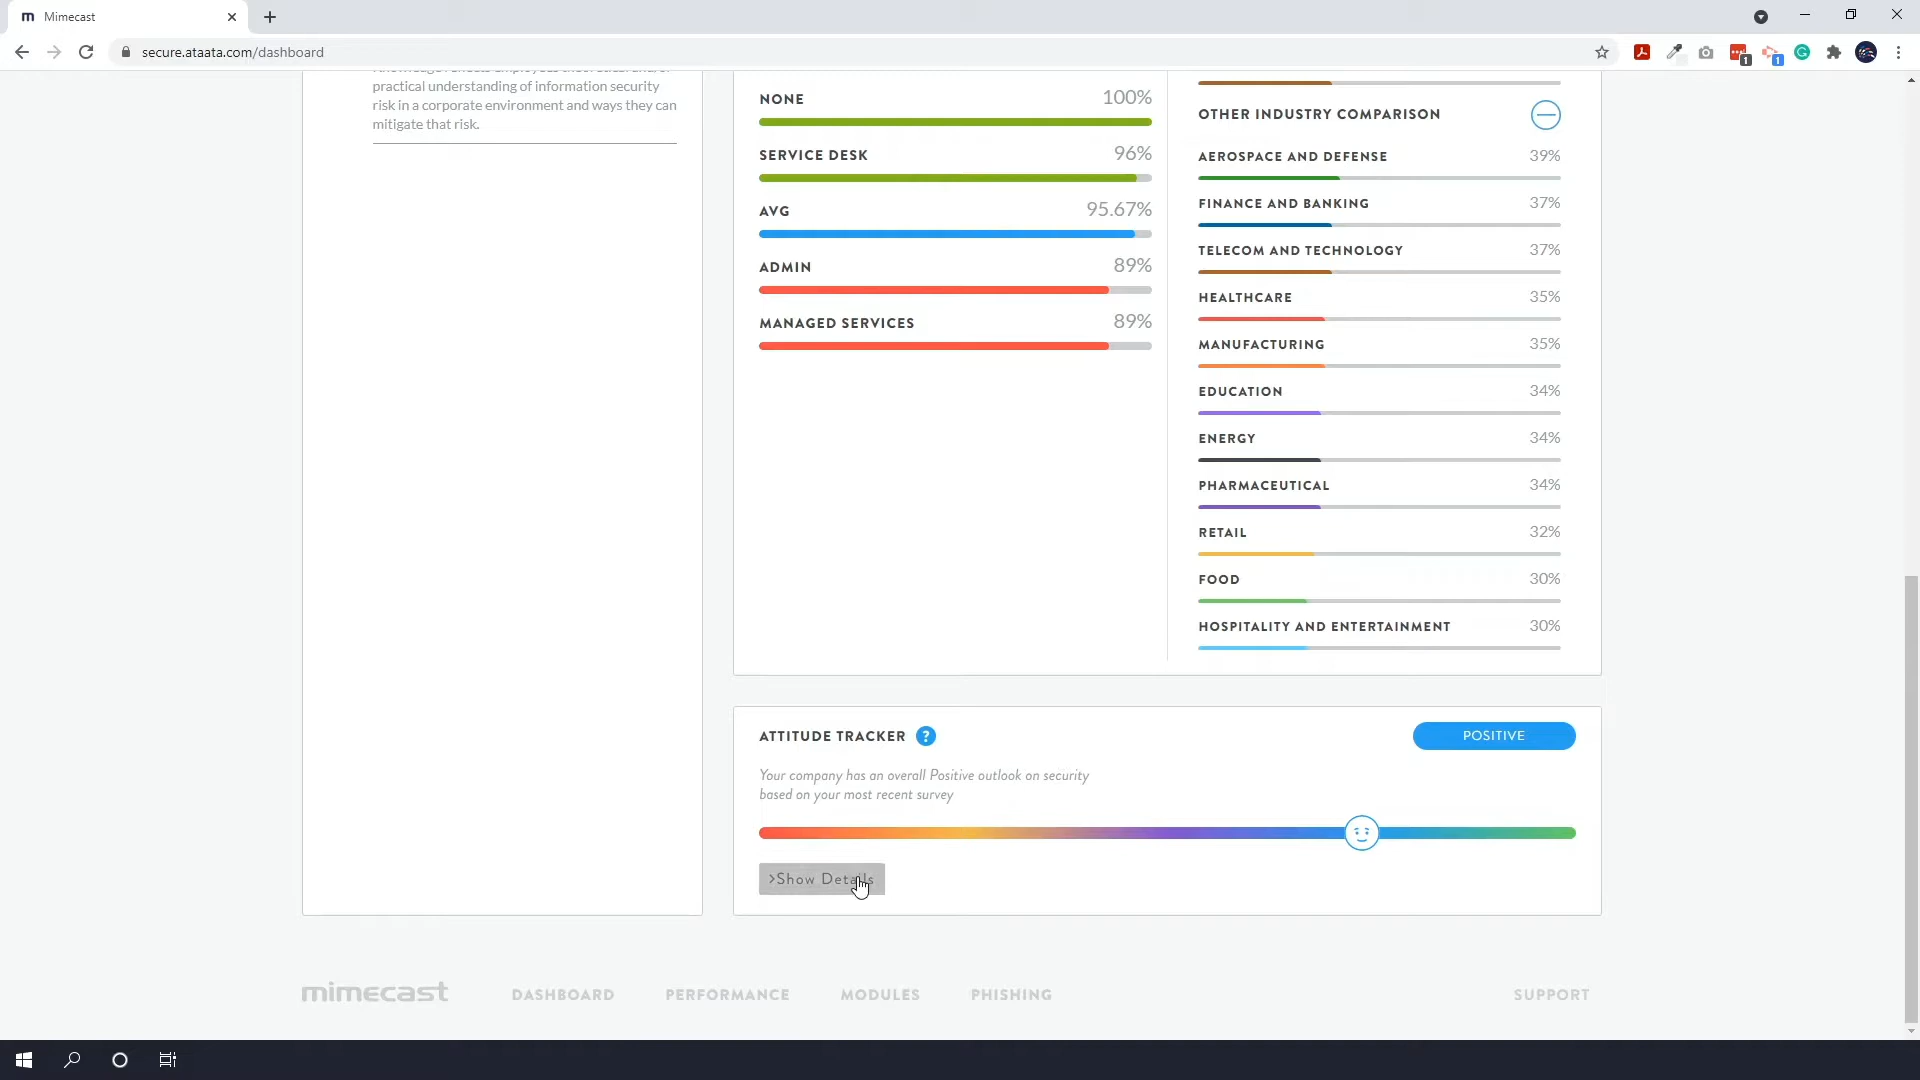 Mimecast
secure.ataata.com/dashboard
1
1
practical understanding of information security
risk in a corporate environment and ways they can
mitigate that risk.
NONE 100%
SERVICE DESK 96%
AVG 95.67%
ADMIN 89%
MANAGED SERVICES 89%
OTHER INDUSTRY COMPARISON
AEROSPACE AND DEFENSE 39%
FINANCE AND BANKING 37%
TELECOM AND TECHNOLOGY 37%
HEALTHCARE 35%
MANUFACTURING 35%
EDUCATION 34%
ENERGY 34%
PHARMACEUTICAL 34%
RETAIL 32%
FOOD 30%
HOSPITALITY AND ENTERTAINMENT 30%
ATTITUDE TRACKER ?
POSITIVE
Your company has an overall Positive outlook on security
based on your most recent survey
>Show Details
mimecast DASHBOARD PERFORMANCE MODULES PHISHING SUPPORT